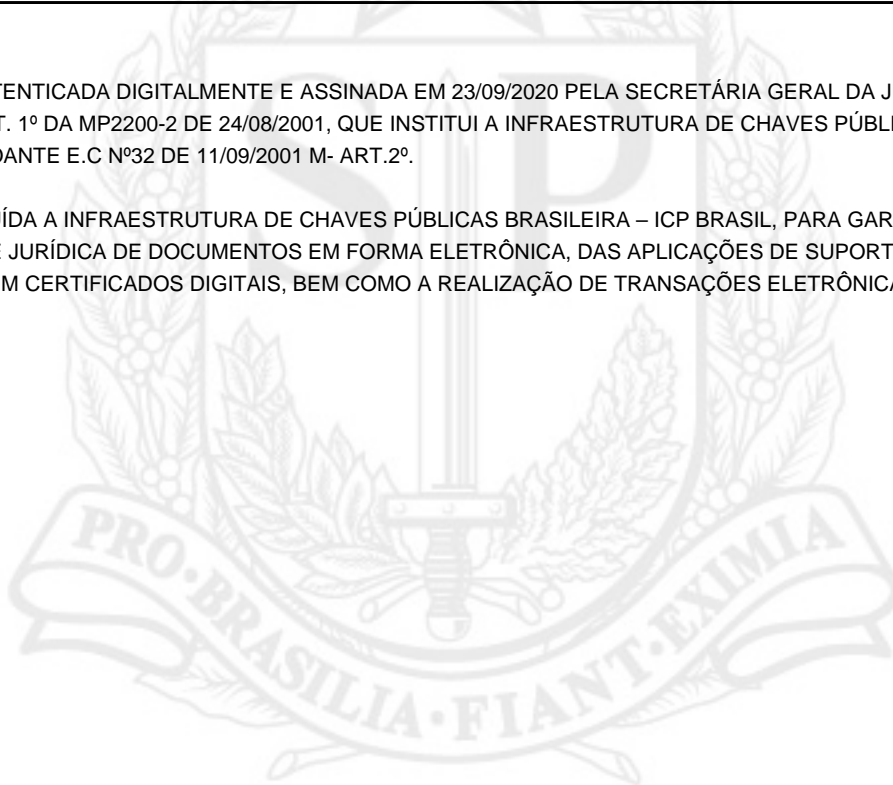 TENTICADA DIGITALMENTE E ASSINADA EM 23/09/2020 PELA SECRETÁRIA GERAL DA J
T. 1º DA MP2200-2 DE 24/08/2001, QUE INSTITUI A INFRAESTRUTURA DE CHAVES PÚBLI
DANTE E.C Nº32 DE 11/09/2001 M- ART.2º.
UÍDA A INFRAESTRUTURA DE CHAVES PÚBLICAS BRASILEIRA – ICP BRASIL, PARA GAR
E JURÍDICA DE DOCUMENTOS EM FORMA ELETRÔNICA, DAS APLICAÇÕES DE SUPORT
M CERTIFICADOS DIGITAIS, BEM COMO A REALIZAÇÃO DE TRANSAÇÕES ELETRÔNICA
SP
PRO·BRASILIA·FIANT·EXIMIA